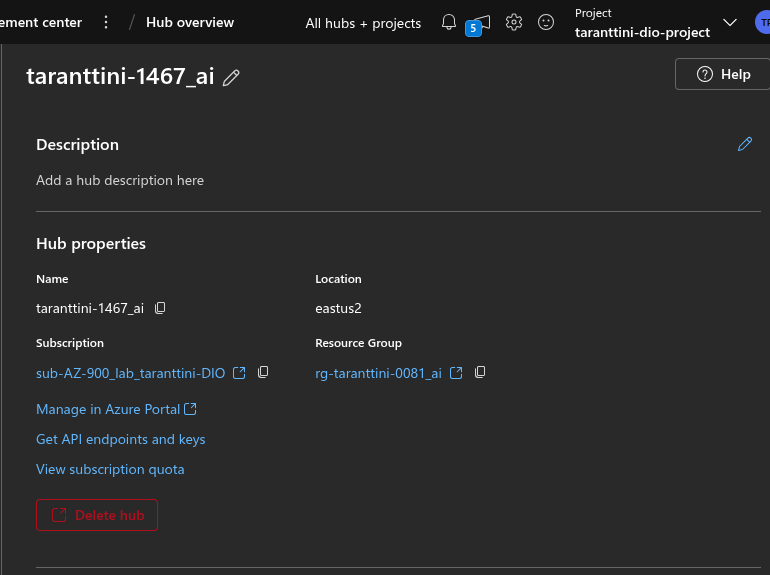 ement center
Hub overview
All hubs + projects
5
Project
taranttini-dio-project
TP
taranttini-1467_ai
Help
Description
Add a hub description here
Hub properties
Name
Location
taranttini-1467_ai
eastus2
Subscription
Resource Group
sub-AZ-900_lab_taranttini-DIO
rg-taranttini-0081_ai
Manage in Azure Portal
Get API endpoints and keys
View subscription quota
Delete hub